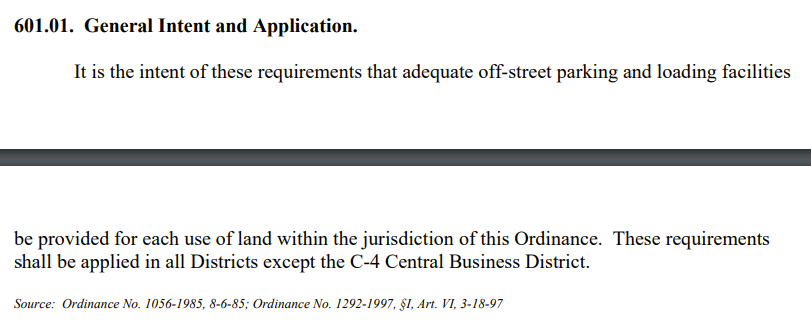 601.01. General Intent and Application.
It is the intent of these requirements that adequate off-street parking and loading facilities
be provided for each use of land within the jurisdiction of this Ordinance. These requirements
shall be applied in all Districts except the C-4 Central Business District.
Source: Ordinance No. 1056-1985, 8-6-85; Ordinance No. 1292-1997, §I, Art. VI, 3-18-97